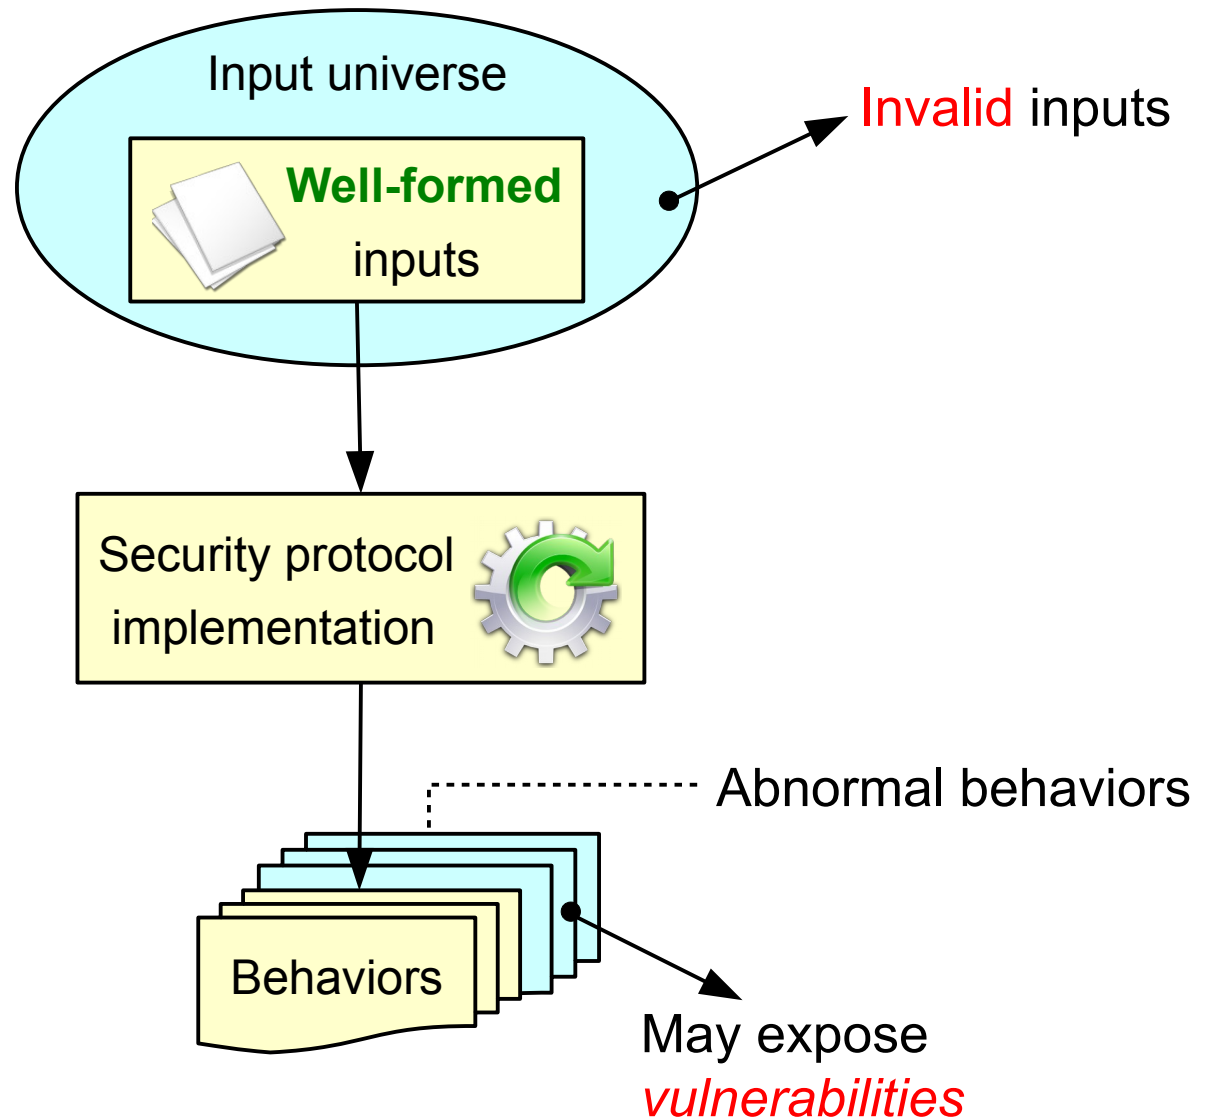 Input universe
Invalid inputs
Well-formed
inputs
Security protocol
implementation
Abnormal behaviors
Behaviors
May expose
vulnerabilities